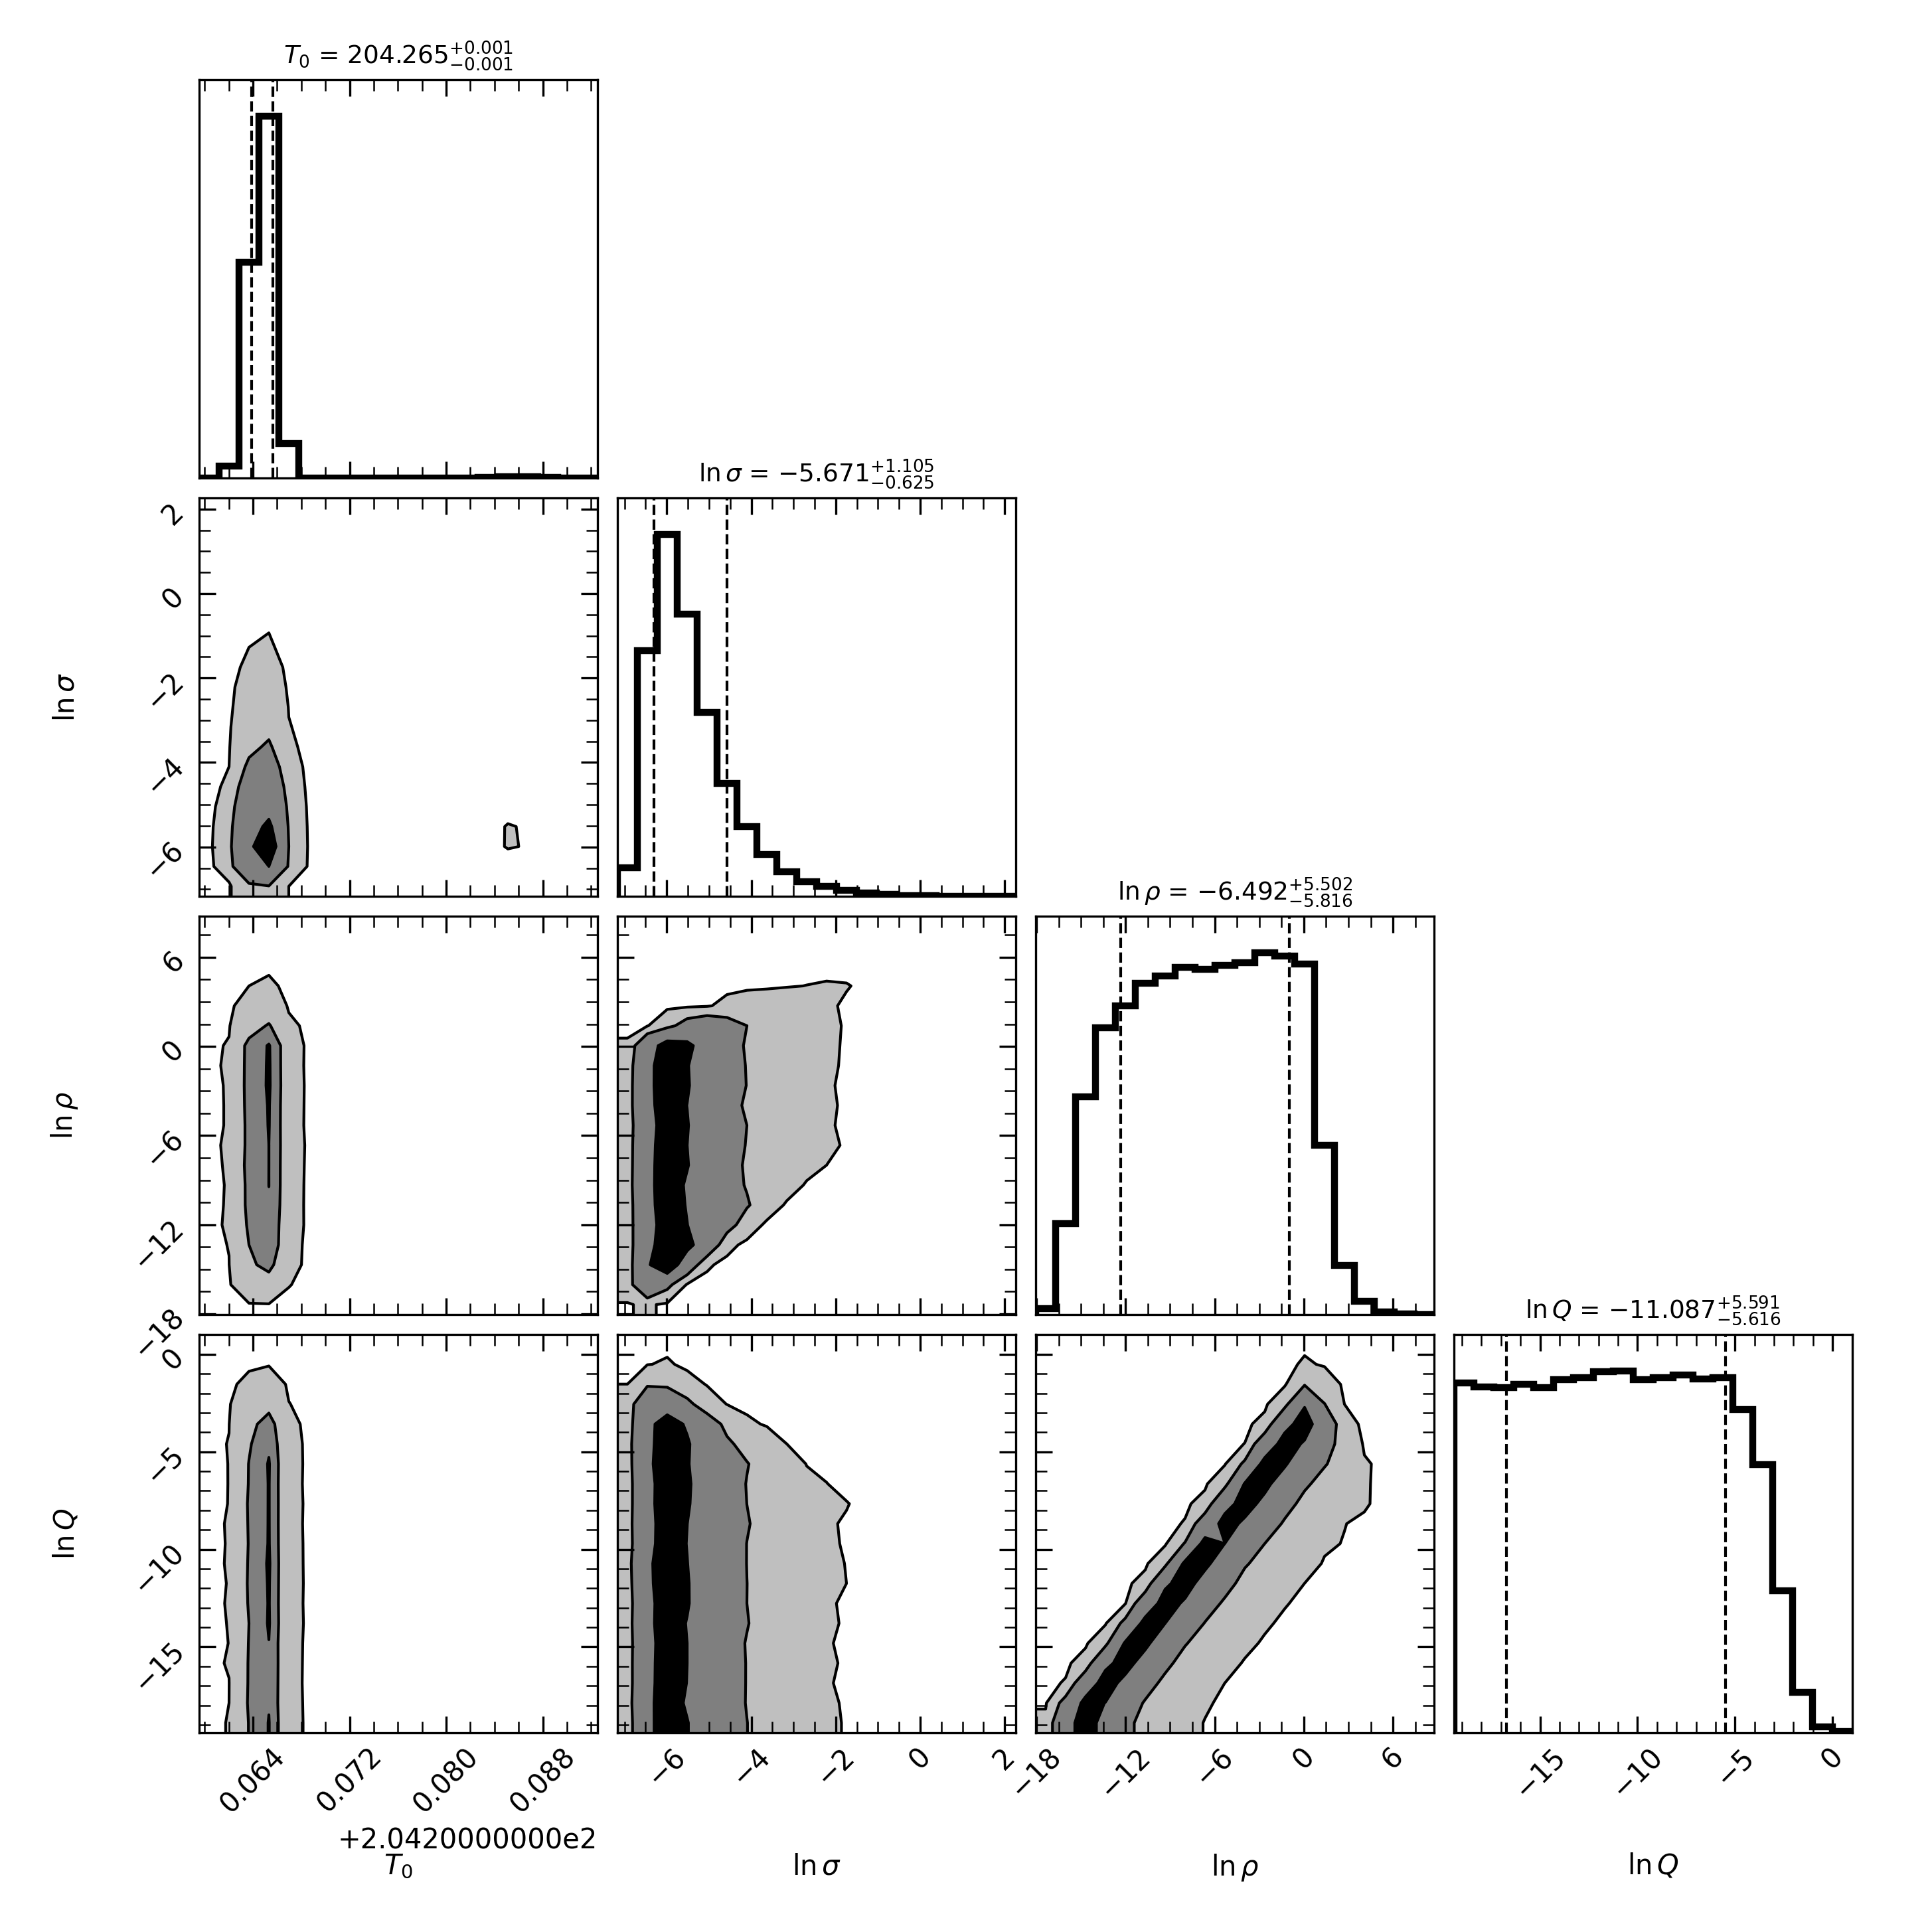 T₀ = 204.265 +0.001 −0.001
2
0
−2
−4
−6
ln σ
ln σ = −5.671 +1.105 −0.625
6
0
−6
−12
−18
ln ρ
ln ρ = −6.492 +5.502 −5.816
0
−5
−10
−15
ln Q
ln Q = −11.087 +5.591 −5.616
0.064 0.072 0.080 0.088
−6 −4 −2 0 2
−18 −12 −6 0 6
−15 −10 −5 0
+2.0420000000e2
T₀ ln σ ln ρ ln Q